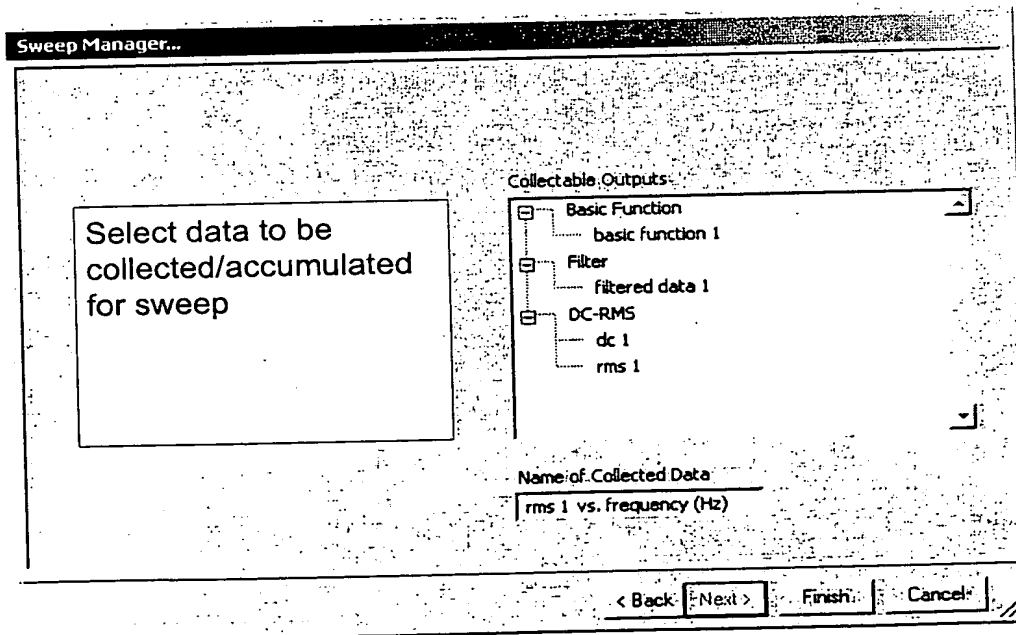 Sweep Manager...
Select data to be
collected/accumulated
for sweep
Collectable Outputs
Basic Function
basic function 1
Filter
filtered data 1
DC-RMS
dc 1
rms 1
Name of Collected Data
rms 1 vs. frequency (Hz)
< Back Next > Finish Cancel